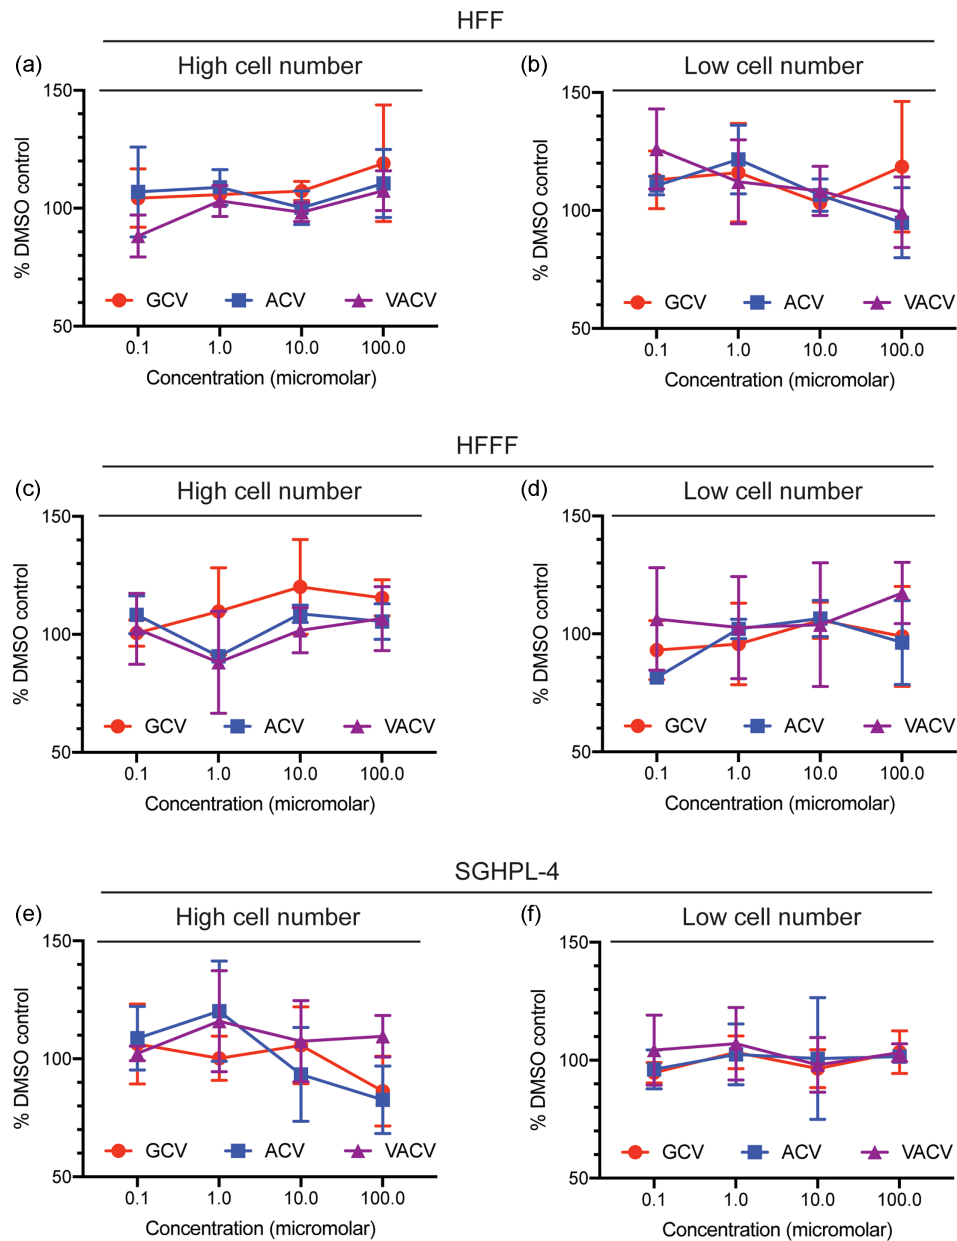 HFF
(a)
High cell number
150
100
50
% DMSO control
GCV ACV VACV
0.1 1.0 10.0 100.0
Concentration (micromolar)
(b)
Low cell number
150
100
50
% DMSO control
GCV ACV VACV
0.1 1.0 10.0 100.0
Concentration (micromolar)
HFFF
(c)
High cell number
150
100
50
% DMSO control
GCV ACV VACV
0.1 1.0 10.0 100.0
Concentration (micromolar)
(d)
Low cell number
150
100
50
% DMSO control
GCV ACV VACV
0.1 1.0 10.0 100.0
Concentration (micromolar)
SGHPL-4
(e)
High cell number
150
100
50
% DMSO control
GCV ACV VACV
0.1 1.0 10.0 100.0
Concentration (micromolar)
(f)
Low cell number
150
100
50
% DMSO control
GCV ACV VACV
0.1 1.0 10.0 100.0
Concentration (micromolar)